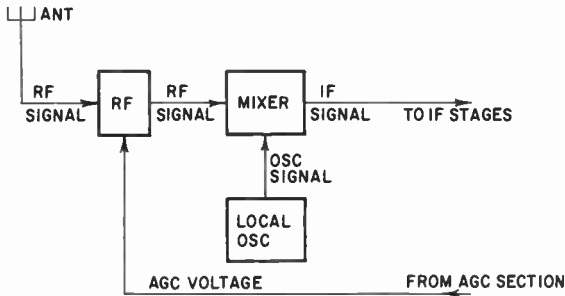 ANT
RF
SIGNAL
RF
RF
SIGNAL
MIXER
IF
SIGNAL
TO IF STAGES
OSC
SIGNAL
LOCAL
OSC
AGC VOLTAGE
FROM AGC SECTION